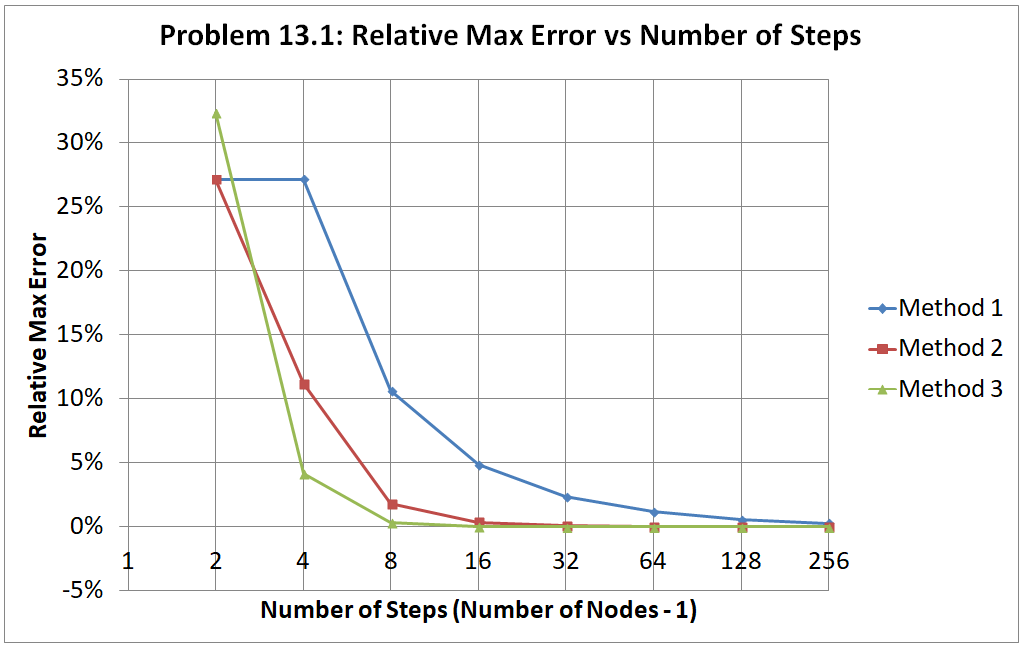 Problem 13.1: Relative Max Error vs Number of Steps
35%
30%
25%
20%
15%
10%
5%
0%
-5%
Relative Max Error
1 2 4 8 16 32 64 128 256
Number of Steps (Number of Nodes - 1)
Method 1
Method 2
Method 3